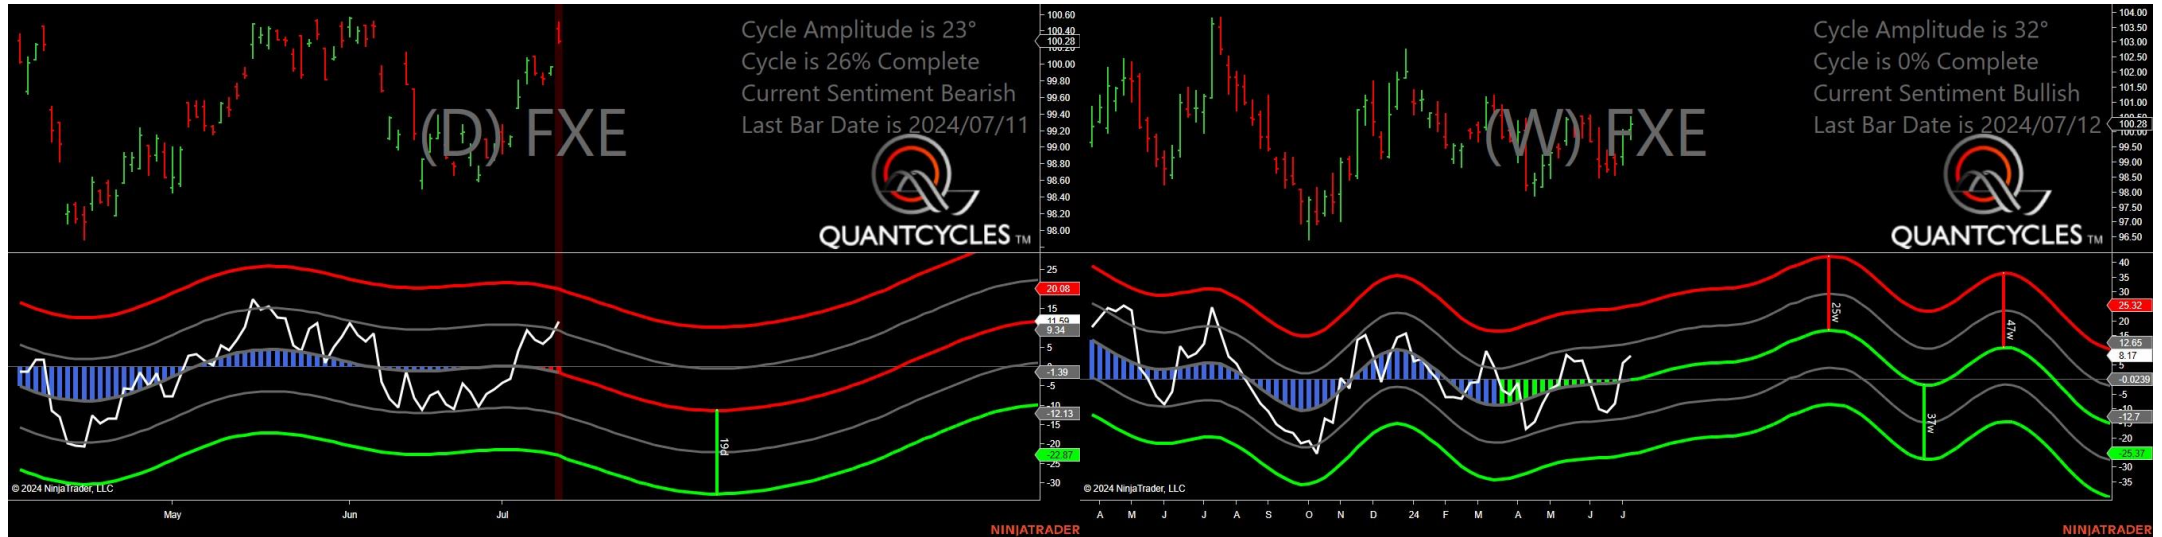 Cycle Amplitude is 23°
Cycle is 26% Complete
Current Sentiment Bearish
Last Bar Date is 2024/07/11
(D) FXE
QUANTCYCLES TM
100.60
100.40
100.28
100.00
99.80
99.60
99.40
99.20
99.00
98.80
98.60
98.40
98.20
98.00
25
20.08
15
11.59
9.34
5
-1.39
-5
-10
-12.13
-15
-20
-22.87
-25
-30
19d
© 2024 NinjaTrader, LLC
May
Jun
Jul
NINJATRADER
Cycle Amplitude is 32°
Cycle is 0% Complete
Current Sentiment Bullish
Last Bar Date is 2024/07/12
(W) FXE
QUANTCYCLES TM
104.00
103.50
103.00
102.50
102.00
101.50
101.00
100.28
100.00
99.50
99.00
98.50
98.00
97.50
97.00
96.50
40
35
30
25.32
20
15
12.65
8.17
5
-0.0239
-5
-10
-12.7
-15
-20
-25.37
-30
-35
25w
47w
37w
© 2024 NinjaTrader, LLC
A M J J A S O N D 24 F M A M J J
NINJATRADER